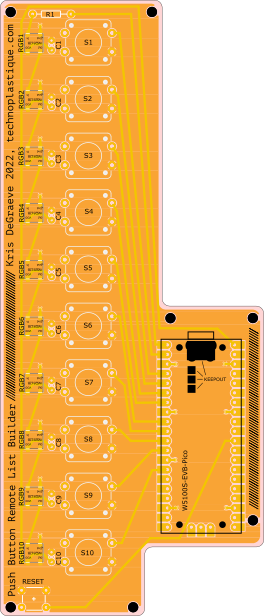 Push Button Remote List Builder
Kris DeGraeve 2022, technoplastique.com
R1
RGB1
C1
S1
RGB2
C2
S2
RGB3
C3
S3
RGB4
C4
S4
RGB5
C5
S5
RGB6
C6
S6
RGB7
C7
S7
RGB8
C8
S8
RGB9
C9
S9
RGB10
C10
S10
RESET
KEEPOUT
W5100S-EVB-Pico